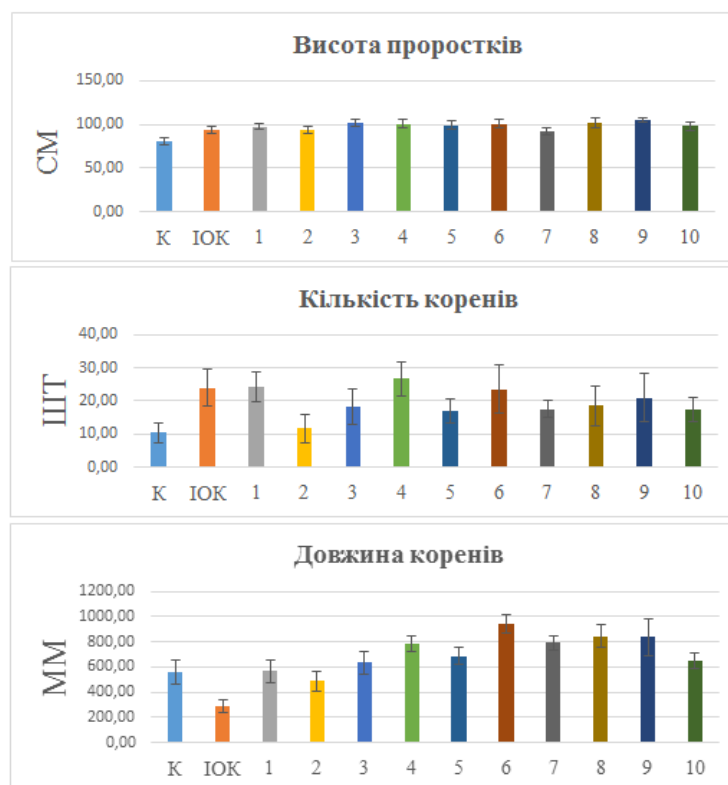 Висота проростків
150,00
100,00
50,00
0,00
СМ
К ІОК 1 2 3 4 5 6 7 8 9 10
Кількість коренів
40,00
30,00
20,00
10,00
0,00
ШТ
К ІОК 1 2 3 4 5 6 7 8 9 10
Довжина коренів
1200,00
1000,00
800,00
600,00
400,00
200,00
0,00
ММ
К ІОК 1 2 3 4 5 6 7 8 9 10